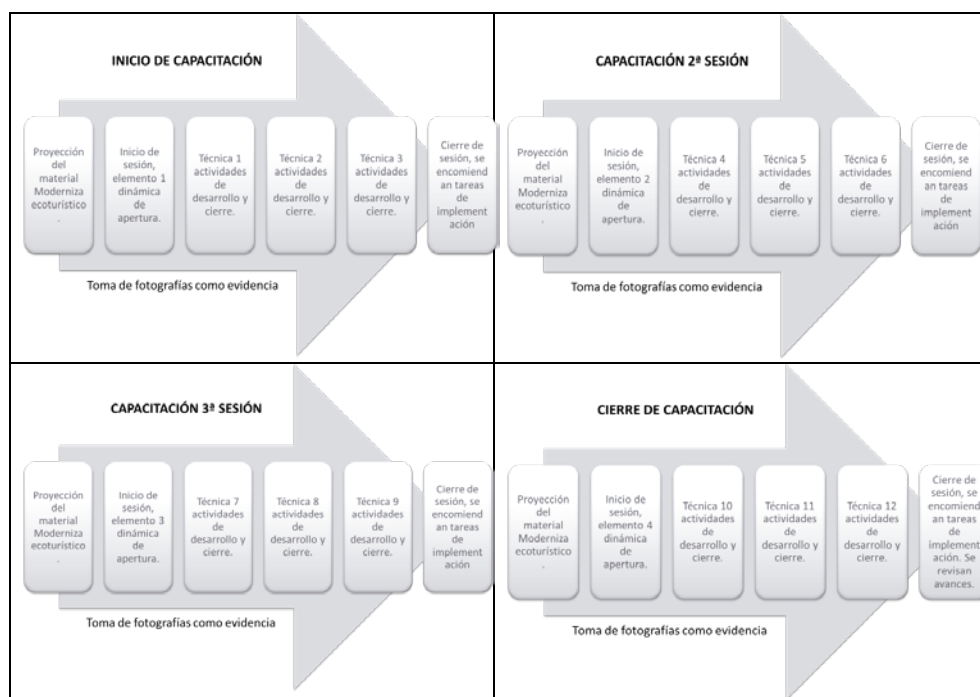 INICIO DE CAPACITACIÓN
Proyección
del
material
Moderniza
ecoturístico
.
Inicio de
sesión,
elemento 1
dinámica
de
apertura.
Técnica 1
actividades
de
desarrollo y
cierre.
Técnica 2
actividades
de
desarrollo y
cierre.
Técnica 3
actividades
de
desarrollo y
cierre.
Cierre de
sesión, se
encomiend
an tareas
de
implement
ación
Toma de fotografías como evidencia
CAPACITACIÓN 2ª SESIÓN
Proyección
del
material
Moderniza
ecoturístico
.
Inicio de
sesión,
elemento 2
dinámica
de
apertura.
Técnica 4
actividades
de
desarrollo y
cierre.
Técnica 5
actividades
de
desarrollo y
cierre.
Técnica 6
actividades
de
desarrollo y
cierre.
Cierre de
sesión, se
encomiend
an tareas
de
implement
ación
Toma de fotografías como evidencia
CAPACITACIÓN 3ª SESIÓN
Proyección
del
material
Moderniza
ecoturístico
.
Inicio de
sesión,
elemento 3
dinámica
de
apertura.
Técnica 7
actividades
de
desarrollo y
cierre.
Técnica 8
actividades
de
desarrollo y
cierre.
Técnica 9
actividades
de
desarrollo y
cierre.
Cierre de
sesión, se
encomiend
an tareas
de
implement
ación
Toma de fotografías como evidencia
CIERRE DE CAPACITACIÓN
Proyección
del
material
Moderniza
ecoturístico
.
Inicio de
sesión,
elemento 4
dinámica
de
apertura.
Técnica 10
actividades
de
desarrollo y
cierre.
Técnica 11
actividades
de
desarrollo y
cierre.
Técnica 12
actividades
de
desarrollo y
cierre.
Cierre de
sesión, se
encomiend
an tareas
de
implement
ación. Se
revisan
avances.
Toma de fotografías como evidencia